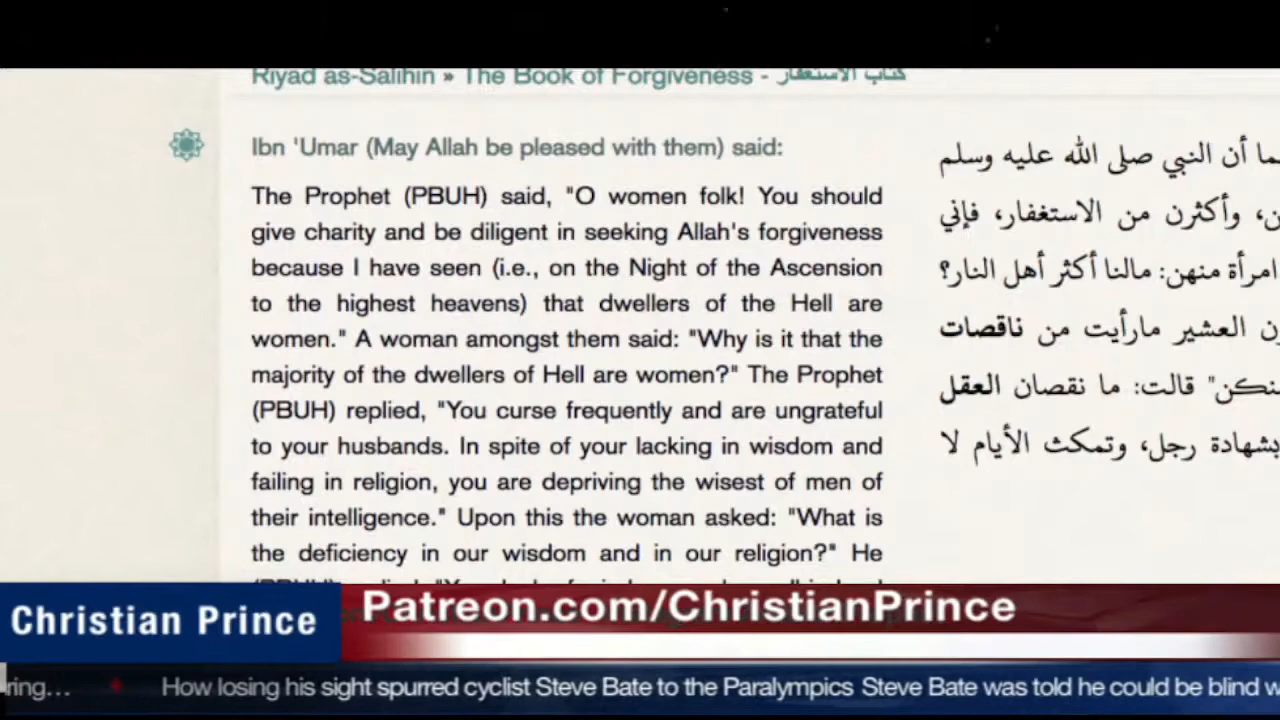 Riyad as-Salihin » The Book of Forgiveness - كتاب الاستغفار
Ibn 'Umar (May Allah be pleased with them) said:
The Prophet (PBUH) said, "O women folk! You should
give charity and be diligent in seeking Allah's forgiveness
because I have seen (i.e., on the Night of the Ascension
to the highest heavens) that dwellers of the Hell are
women." A woman amongst them said: "Why is it that the
majority of the dwellers of Hell are women?" The Prophet
(PBUH) replied, "You curse frequently and are ungrateful
to your husbands. In spite of your lacking in wisdom and
failing in religion, you are depriving the wisest of men of
their intelligence." Upon this the woman asked: "What is
the deficiency in our wisdom and in our religion?" He
أن النبي صلى الله عليه وسلم
وأكثرن من الاستغفار، فإني
امرأة منهن: مالنا أكثر أهل النار؟
العشير مارأيت من ناقصات
قالت: ما نقصان العقل
بشهادة رجل، وتمكث الأيام لا
Christian Prince
Patreon.com/ChristianPrince
ring... How losing his sight spurred cyclist Steve Bate to the Paralympics Steve Bate was told he could be blind